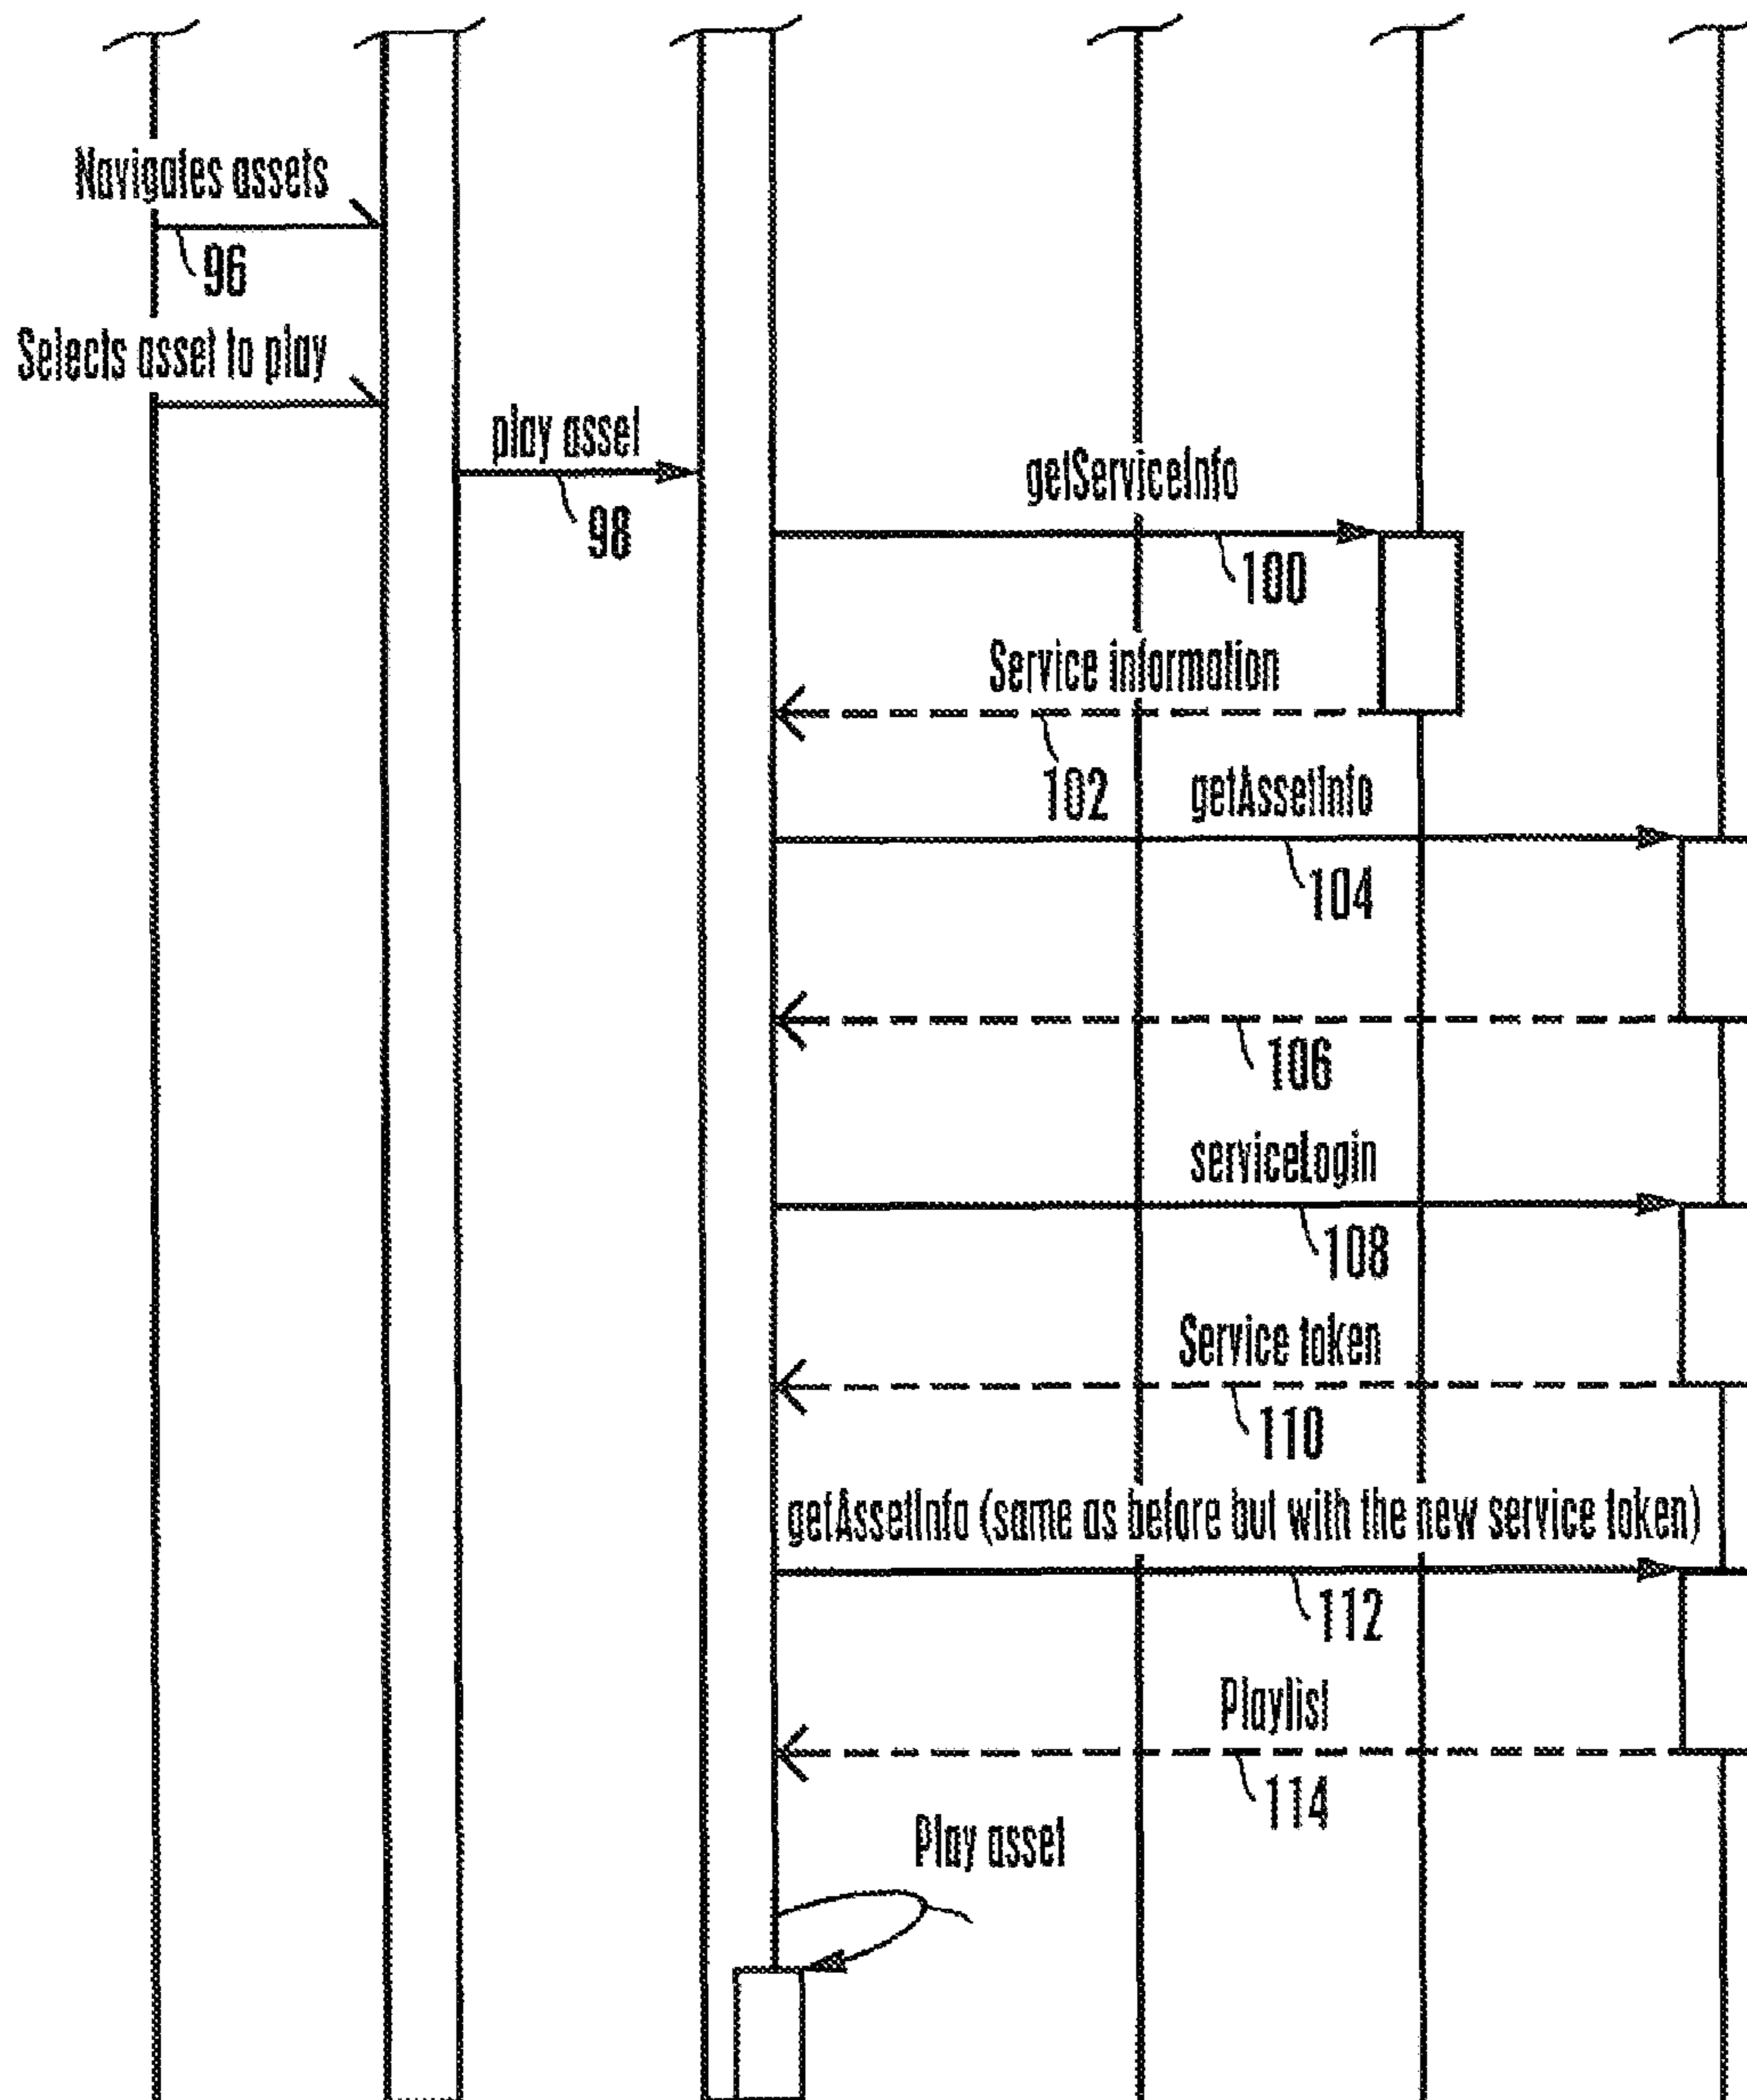 Navigates assets
96
Selects asset to play
play asset
98
getServiceInfo
100
Service information
102
getAssetInfo
104
106
serviceLogin
108
Service token
110
getAssetInfo (same as before but with the new service token)
112
Playlist
114
Play asset